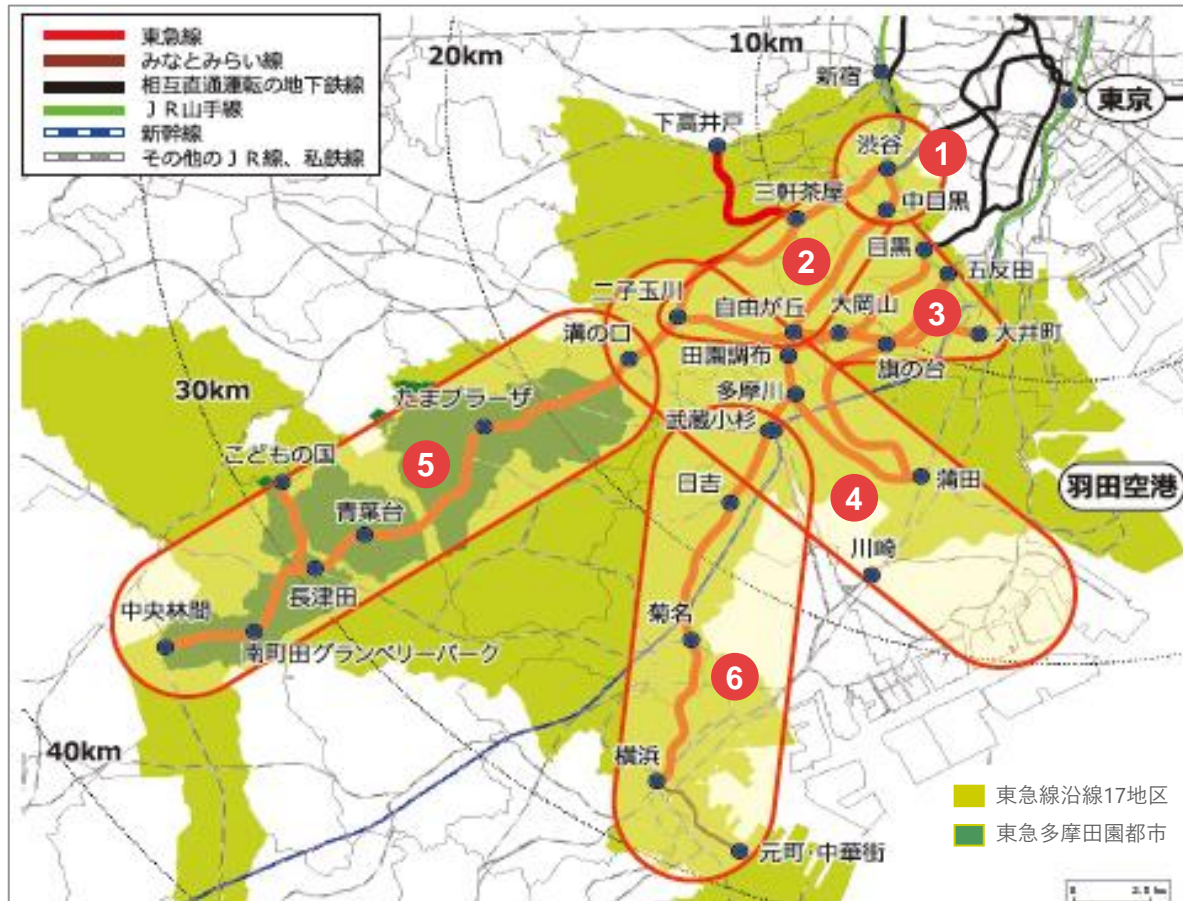 東急線
みなとみらい線
相互直通運転の地下鉄線
JR山手線
新幹線
その他のJR線、私鉄線
20km
10km
新宿
東京
下高井戸
渋谷
1
三軒茶屋
中目黒
目黒
2
五反田
二子玉川
自由が丘
大岡山
3
大井町
溝の口
田園調布
旗の台
30km
たまプラーザ
多摩川
武蔵小杉
こどもの国
5
日吉
4
蒲田
羽田空港
青葉台
川崎
長津田
中央林間
菊名
南町田グランベリーパーク
6
40km
横浜
東急線沿線17地区
東急多摩田園都市
元町・中華街
0 2.5 km